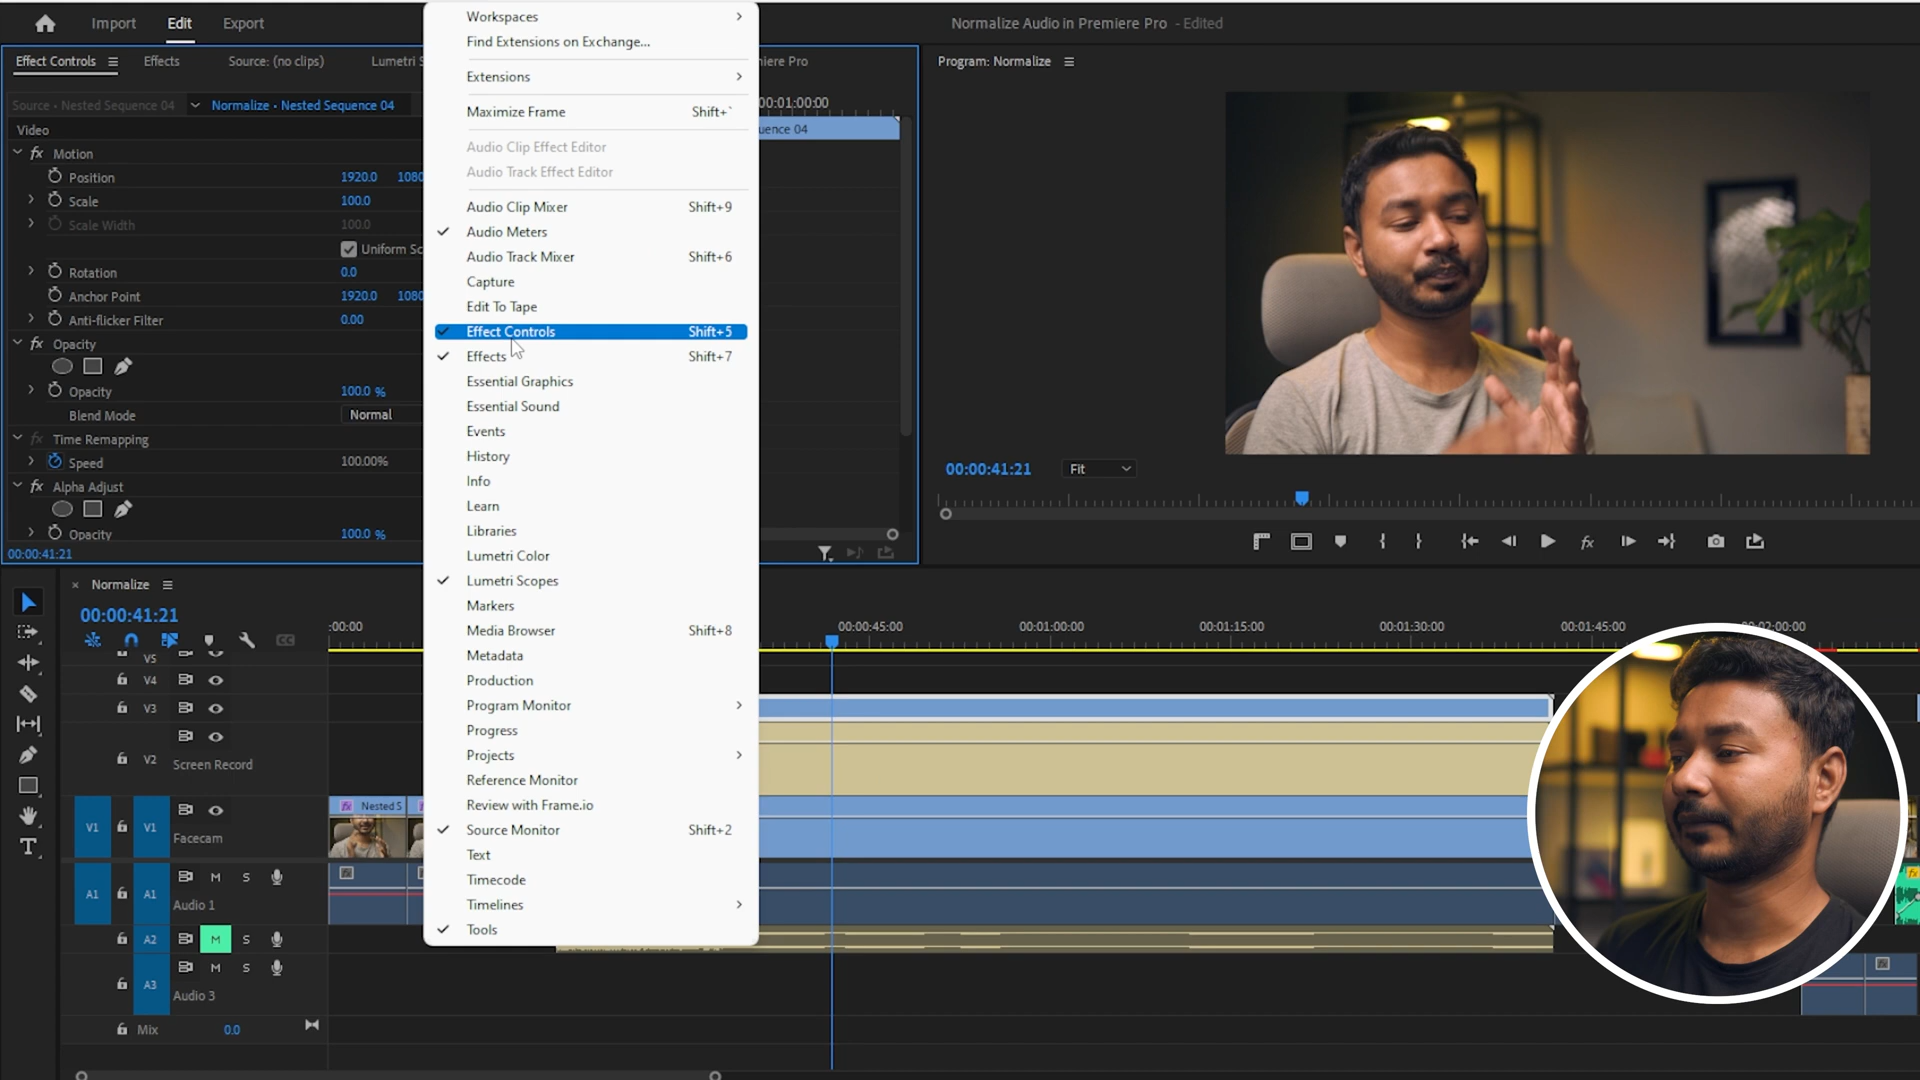 Import Edit Export
Normalize Audio in Premiere Pro - Edited
Effect Controls Effects Source: (no clips) Lumetri S
iere Pro
Source • Nested Sequence 04 Normalize • Nested Sequence 04
00:01:00:00
uence 04
Video
fx Motion
Position 1920.0 1080
Scale 100.0
Scale Width 100.0
Uniform Sc
Rotation 0.0
Anchor Point 1920.0 1080
Anti-flicker Filter 0.00
fx Opacity
Opacity 100.0 %
Blend Mode Normal
fx Time Remapping
Speed 100.00%
fx Alpha Adjust
Opacity 100.0 %
00:00:41:21
Workspaces
Find Extensions on Exchange...
Extensions
Maximize Frame Shift+`
Audio Clip Effect Editor
Audio Track Effect Editor
Audio Clip Mixer Shift+9
Audio Meters
Audio Track Mixer Shift+6
Capture
Edit To Tape
Effect Controls Shift+5
Effects Shift+7
Essential Graphics
Essential Sound
Events
History
Info
Learn
Libraries
Lumetri Color
Lumetri Scopes
Markers
Media Browser Shift+8
Metadata
Production
Program Monitor
Progress
Projects
Reference Monitor
Review with Frame.io
Source Monitor Shift+2
Text
Timecode
Timelines
Tools
Program: Normalize
00:00:41:21 Fit
fx
Normalize
00:00:41:21
CC
:00:00 00:00:45:00 00:01:00:00 00:01:15:00 00:01:30:00 00:01:45:00 00:02:00:00
V5
V4
V3
V2
Screen Record
V1 V1
Facecam
fx Nested S
A1 A1 M S
Audio 1
A2 M S
A3 M S
Audio 3
Mix 0.0
T